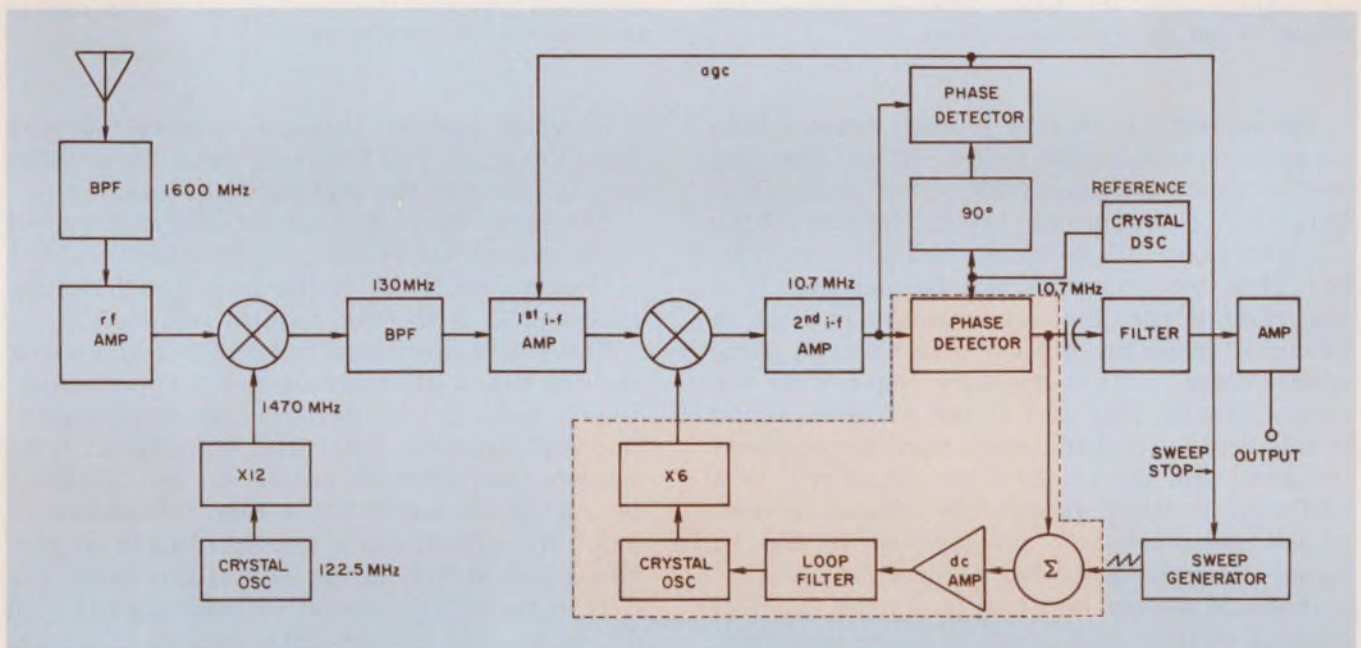 agc
PHASE
DETECTOR
BPF
1600 MHz
90°
REFERENCE
CRYSTAL
DSC
rf
AMP
130 MHz
BPF
1st i-f
AMP
10.7 MHz
2nd i-f
AMP
10.7 MHz
PHASE
DETECTOR
FILTER
AMP
1470 MHz
X12
X6
SWEEP
STOP
OUTPUT
CRYSTAL
OSC
122.5 MHz
CRYSTAL
OSC
LOOP
FILTER
dc
AMP
Σ
SWEEP
GENERATOR